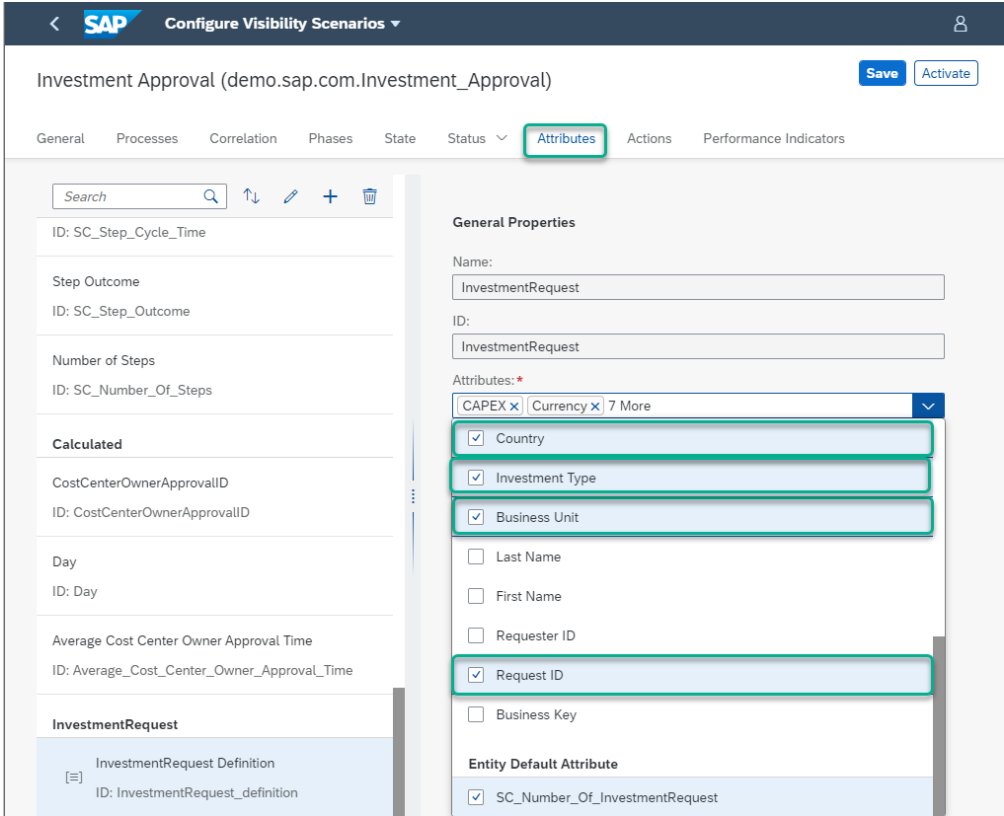 SAP Configure Visibility Scenarios
Investment Approval (demo.sap.com.Investment_Approval)
Save Activate
General Processes Correlation Phases State Status Attributes Actions Performance Indicators
Search
ID: SC_Step_Cycle_Time
Step Outcome
ID: SC_Step_Outcome
Number of Steps
ID: SC_Number_Of_Steps
Calculated
CostCenterOwnerApprovalID
ID: CostCenterOwnerApprovalID
Day
ID: Day
Average Cost Center Owner Approval Time
ID: Average_Cost_Center_Owner_Approval_Time
InvestmentRequest
InvestmentRequest Definition
ID: InvestmentRequest_definition
General Properties
Name:
InvestmentRequest
ID:
InvestmentRequest
Attributes:*
CAPEX Currency 7 More
Country
Investment Type
Business Unit
Last Name
First Name
Requester ID
Request ID
Business Key
Entity Default Attribute
SC_Number_Of_InvestmentRequest